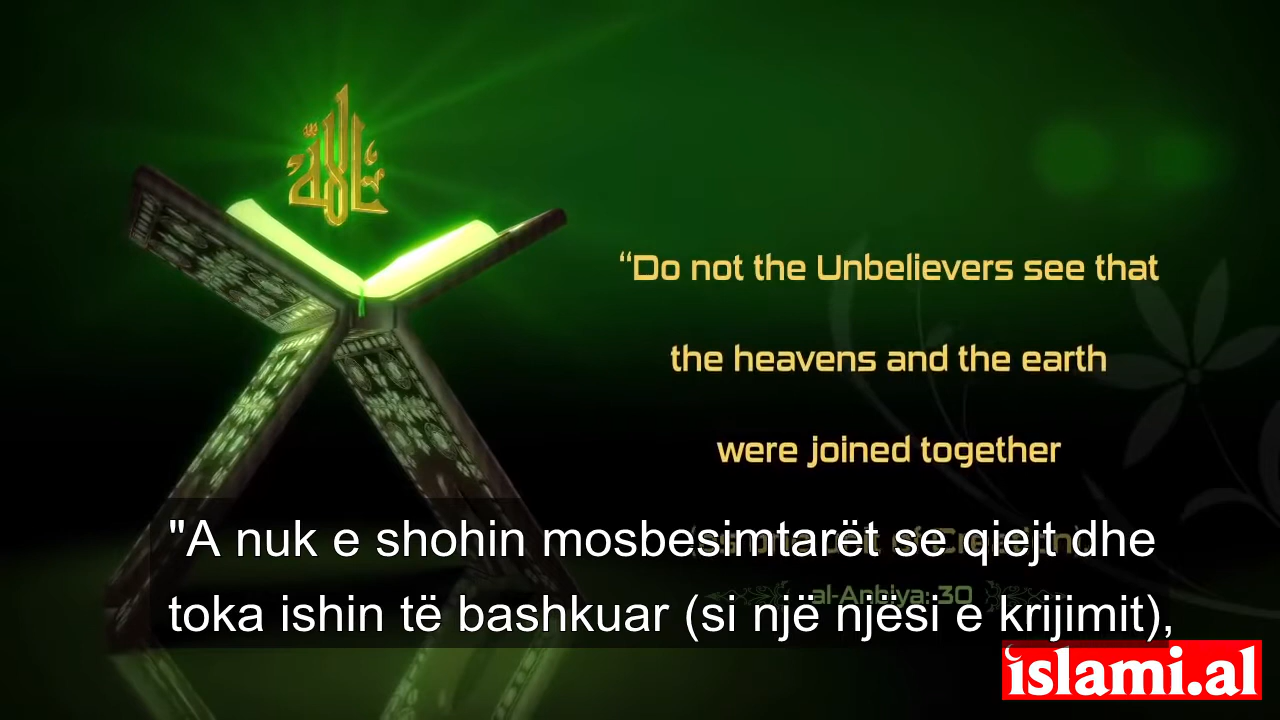 الله
“Do not the Unbelievers see that
the heavens and the earth
were joined together
al-Anbiya: 30
"A nuk e shohin mosbesimtarët se qiejt dhe
toka ishin të bashkuar (si një njësi e krijimit),
islami.al